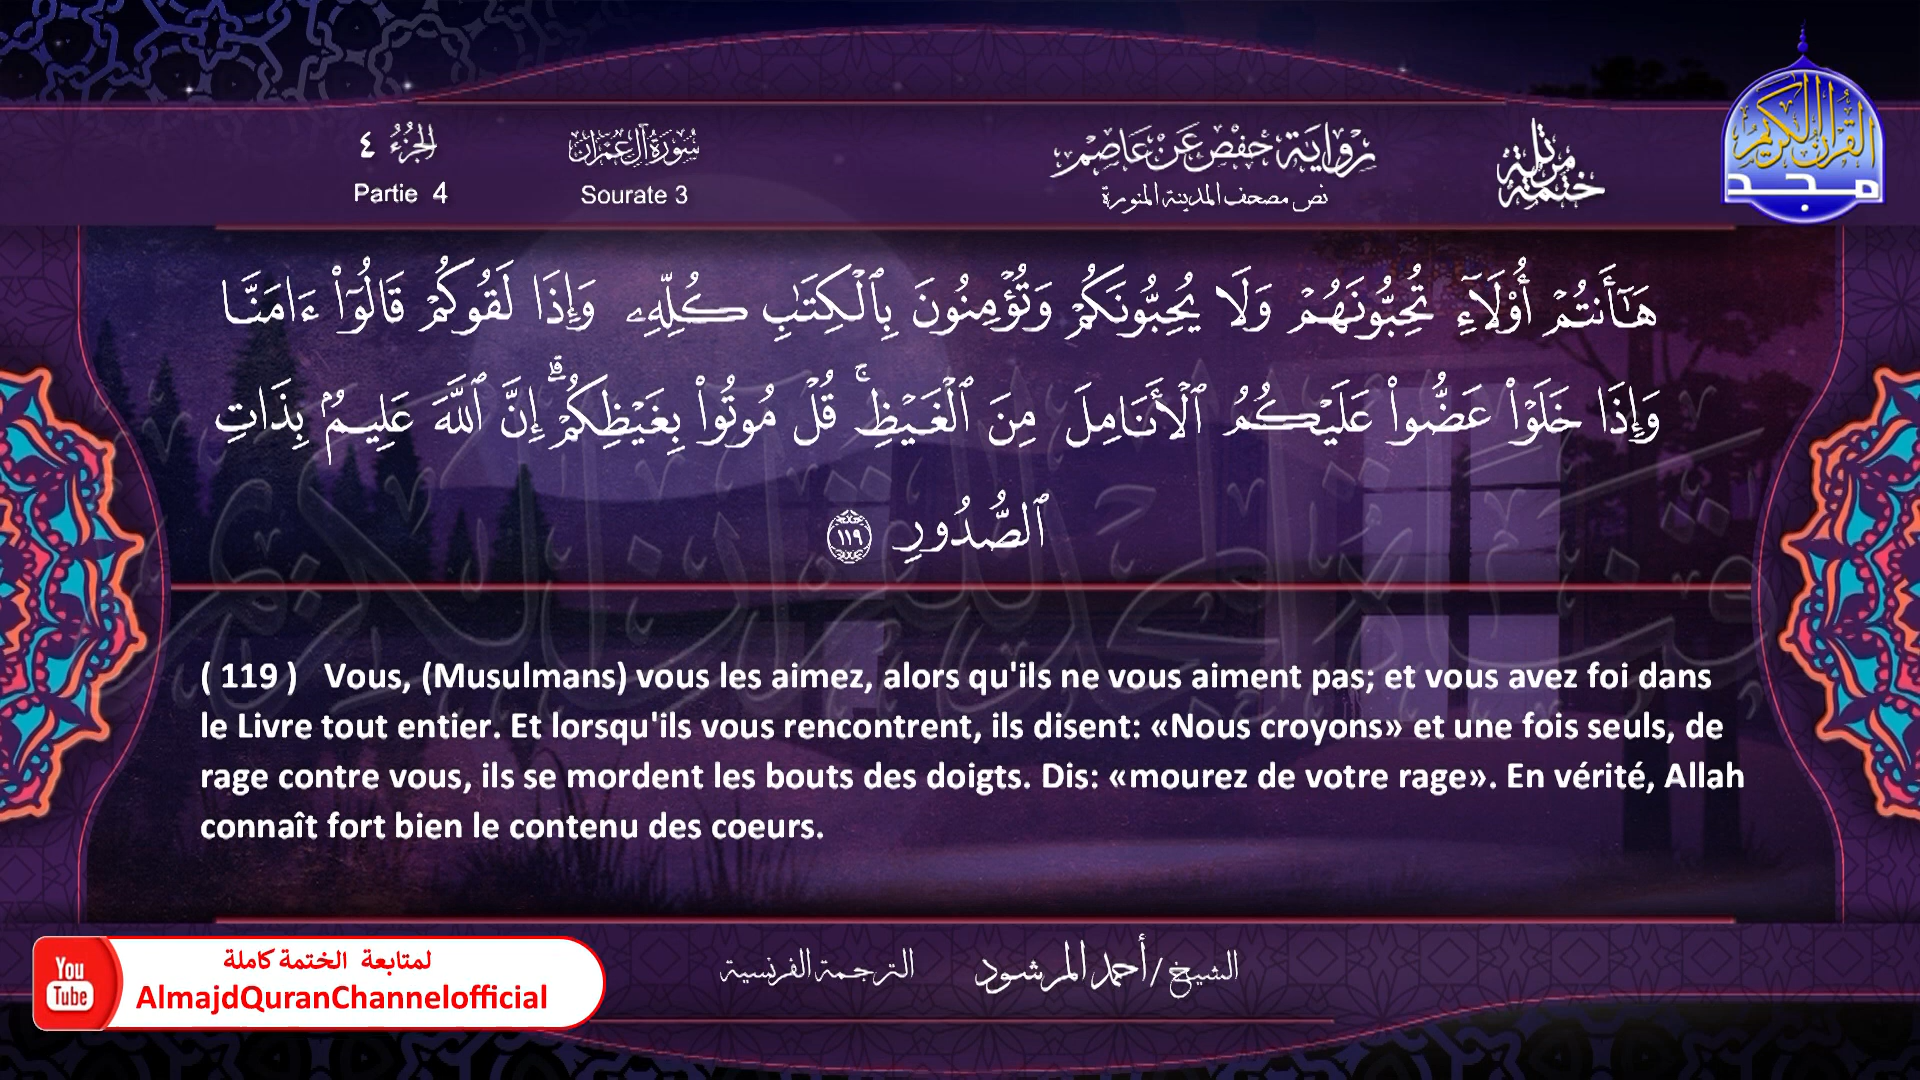 الجزء ٤
Partie 4
سورة آل عمران
Sourate 3
رواية حفص عن عاصم
نص مصحف المدينة المنورة
ختمة مرتلة
القرآن الكريم
مجد
هَٰٓأَنتُمْ أُو۟لَآءِ تُحِبُّونَهُمْ وَلَا يُحِبُّونَكُمْ وَتُؤْمِنُونَ بِٱلْكِتَٰبِ كُلِّهِۦ وَإِذَا لَقُوكُمْ قَالُوٓا۟ ءَامَنَّا
وَإِذَا خَلَوْا۟ عَضُّوا۟ عَلَيْكُمُ ٱلْأَنَامِلَ مِنَ ٱلْغَيْظِ ۚ قُلْ مُوتُوا۟ بِغَيْظِكُمْ ۗ إِنَّ ٱللَّهَ عَلِيمٌۢ بِذَاتِ
ٱلصُّدُورِ ١١٩
( 119 ) Vous, (Musulmans) vous les aimez, alors qu'ils ne vous aiment pas; et vous avez foi dans
le Livre tout entier. Et lorsqu'ils vous rencontrent, ils disent: «Nous croyons» et une fois seuls, de
rage contre vous, ils se mordent les bouts des doigts. Dis: «mourez de votre rage». En vérité, Allah
connaît fort bien le contenu des coeurs.
You
Tube
لمتابعة الختمة كاملة
AlmajdQuranChannelofficial
الشيخ / أحمد المرشود
الترجمة الفرنسية